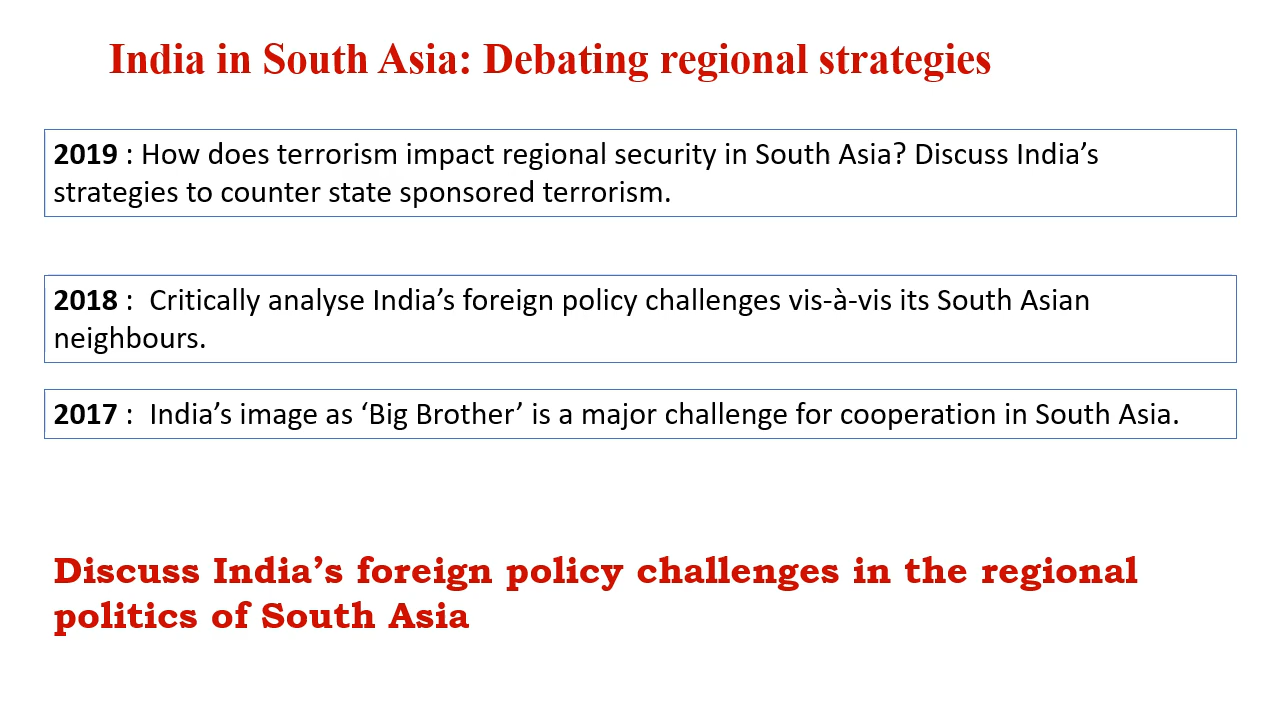 India in South Asia: Debating regional strategies
2019 : How does terrorism impact regional security in South Asia? Discuss India’s
strategies to counter state sponsored terrorism.
2018 :  Critically analyse India’s foreign policy challenges vis-à-vis its South Asian
neighbours.
2017 :  India’s image as ‘Big Brother’ is a major challenge for cooperation in South Asia.
Discuss India’s foreign policy challenges in the regional
politics of South Asia